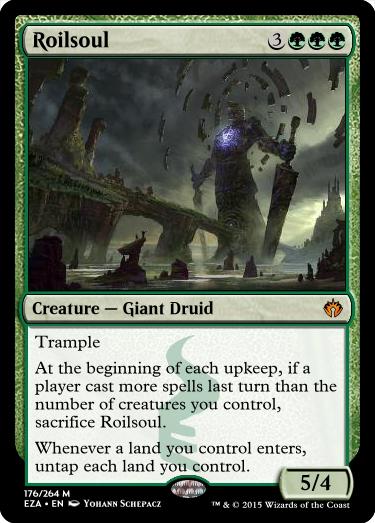 Roilsoul 3
Creature — Giant Druid
Trample
At the beginning of each upkeep, if a
player cast more spells last turn than the
number of creatures you control,
sacrifice Roilsoul.
Whenever a land you control enters,
untap each land you control.
5/4
176/264 M
EZA • EN Yohann Schepacz ™ & © 2015 Wizards of the Coast